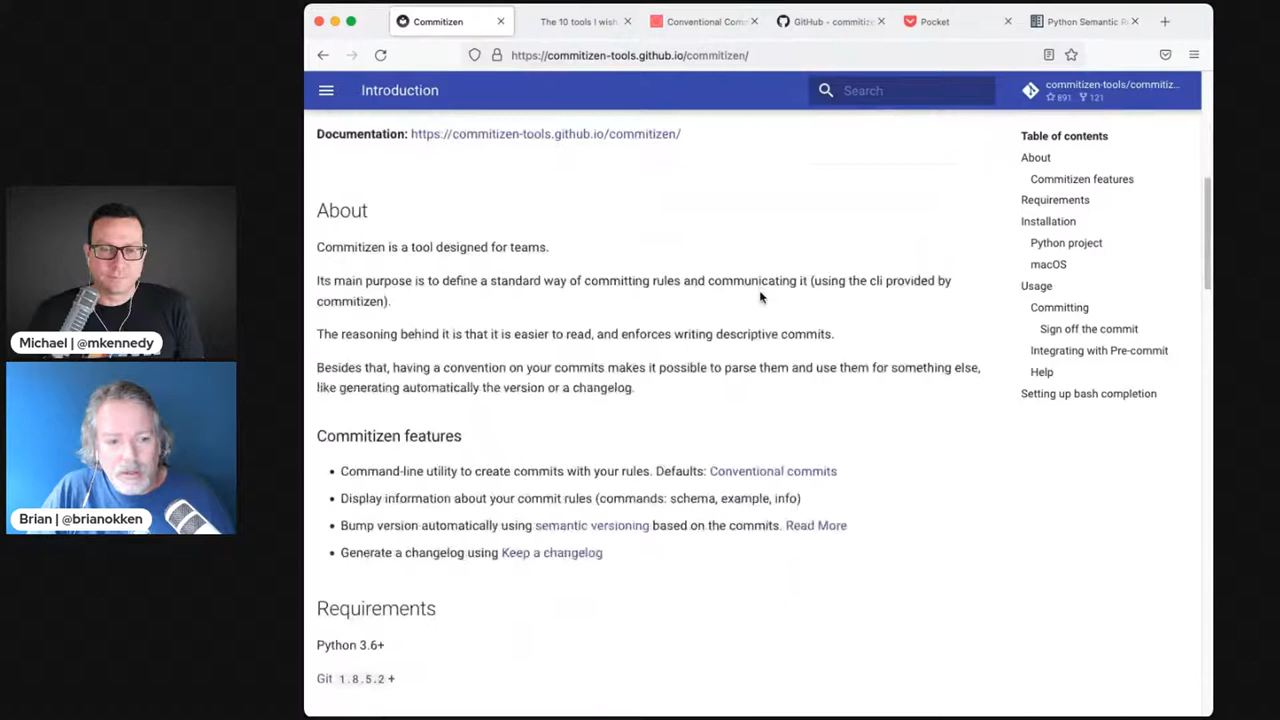 Commitizen
The 10 tools I wish
Conventional Com
GitHub - commitize
Pocket
Python Semantic R
https://commitizen-tools.github.io/commitizen/
Introduction
Search
commitizen-tools/commitiz...
891 121
Documentation: https://commitizen-tools.github.io/commitizen/
About
Commitizen is a tool designed for teams.
Its main purpose is to define a standard way of committing rules and communicating it (using the cli provided by
commitizen).
The reasoning behind it is that it is easier to read, and enforces writing descriptive commits.
Besides that, having a convention on your commits makes it possible to parse them and use them for something else,
like generating automatically the version or a changelog.
Commitizen features
• Command-line utility to create commits with your rules. Defaults: Conventional commits
• Display information about your commit rules (commands: schema, example, info)
• Bump version automatically using semantic versioning based on the commits. Read More
• Generate a changelog using Keep a changelog
Requirements
Python 3.6+
Git 1.8.5.2+
Table of contents
About
Commitizen features
Requirements
Installation
Python project
macOS
Usage
Committing
Sign off the commit
Integrating with Pre-commit
Help
Setting up bash completion
Michael | @mkennedy
Brian | @brianokken